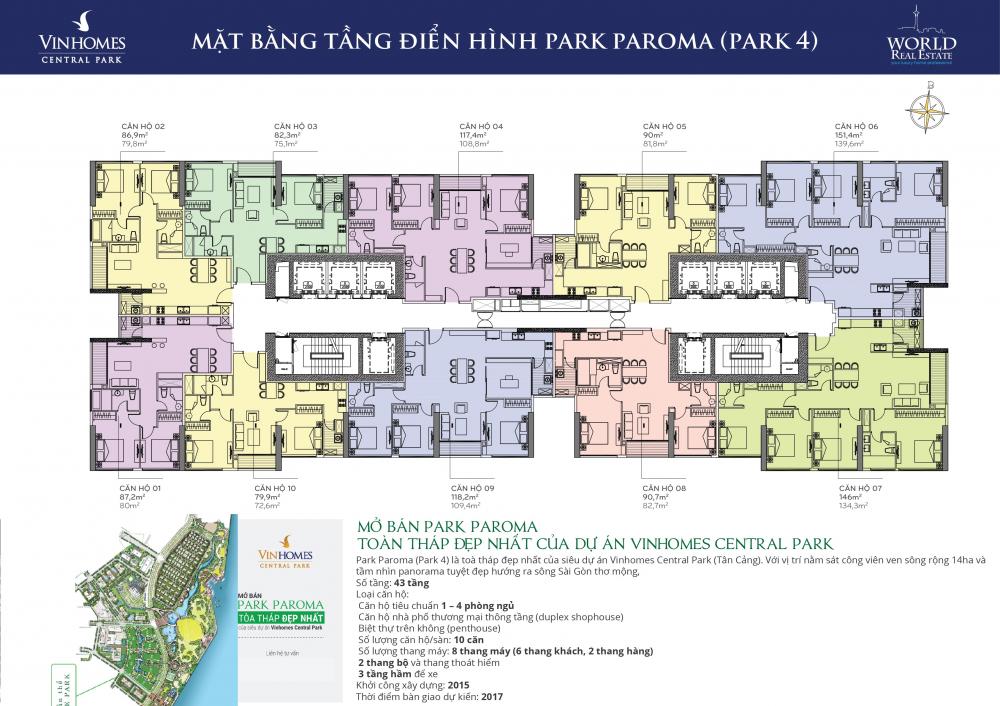 VINHOMES
CENTRAL PARK
MẶT BẰNG TẦNG ĐIỂN HÌNH PARK PAROMA (PARK 4)
WORLD
REAL ESTATE
B
CĂN HỘ 02
86,9m²
79,8m²
CĂN HỘ 03
82,3m²
75,1m²
CĂN HỘ 04
117,4m²
108,8m²
CĂN HỘ 05
90m²
81,8m²
CĂN HỘ 06
151,4m²
139,6m²
CĂN HỘ 01
87,2m²
80m²
CĂN HỘ 10
79,9m²
72,6m²
CĂN HỘ 09
118,2m²
109,4m²
CĂN HỘ 08
90,7m²
82,7m²
CĂN HỘ 07
146m²
134,3m²
VINHOMES
CENTRAL PARK
MỞ BÁN
PARK PAROMA
TÒA THÁP ĐẸP NHẤT
của siêu dự án Vinhomes Central Park
Liên hệ tư vấn
MỞ BÁN PARK PAROMA
TOÀN THÁP ĐẸP NHẤT CỦA DỰ ÁN VINHOMES CENTRAL PARK
Park Paroma (Park 4) là toà tháp đẹp nhất của siêu dự án Vinhomes Central Park (Tân Cảng). Với vị trí nằm sát công viên ven sông rộng 14ha và
tầm nhìn panorama tuyệt đẹp hướng ra sông Sài Gòn thơ mộng,
Số tầng: 43 tầng
Loại căn hộ:
Căn hộ tiêu chuẩn 1 – 4 phòng ngủ
Căn hộ nhà phố thương mại thông tầng (duplex shophouse)
Biệt thự trên không (penthouse)
Số lượng căn hộ/sàn: 10 căn
Số lượng thang máy: 8 thang máy (6 thang khách, 2 thang hàng)
2 thang bộ và thang thoát hiểm
3 tầng hầm để xe
Khởi công xây dựng: 2015
Thời điểm bàn giao dự kiến: 2017